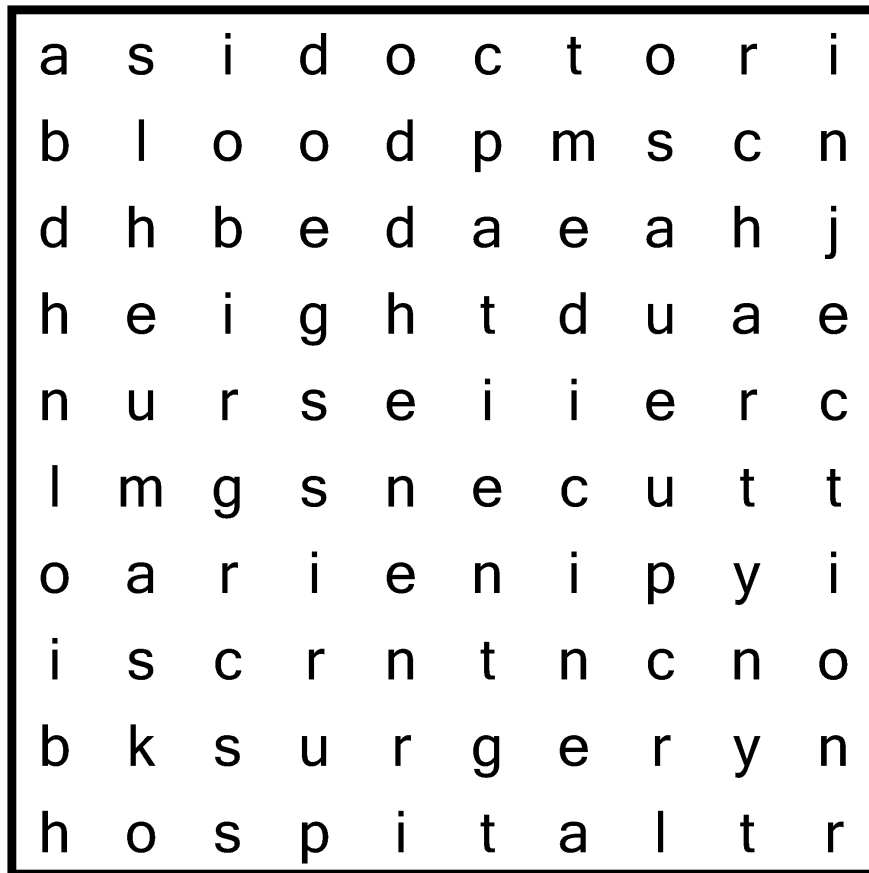 a s i d o c t o r i
b l o o d p m s c n
d h b e d a e a h j
h e i g h t d u a e
n u r s e i i e r c
l m g s n e c u t t
o a r i e n i p y i
i s c r n t n c n o
b k s u r g e r y n
h o s p i t a l t r